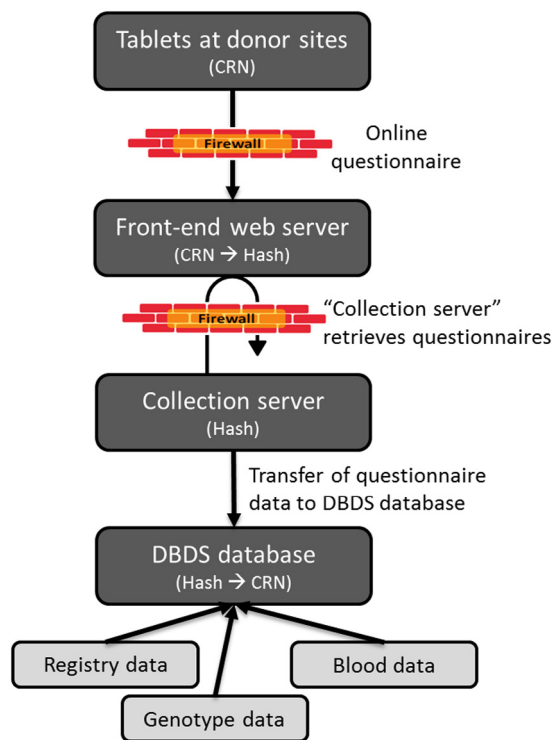 Tablets at donor sites
(CRN)
Firewall
Online
questionnaire
Front-end web server
(CRN → Hash)
Firewall
“Collection server”
retrieves questionnaires
Collection server
(Hash)
Transfer of questionnaire
data to DBDS database
DBDS database
(Hash → CRN)
Registry data
Blood data
Genotype data